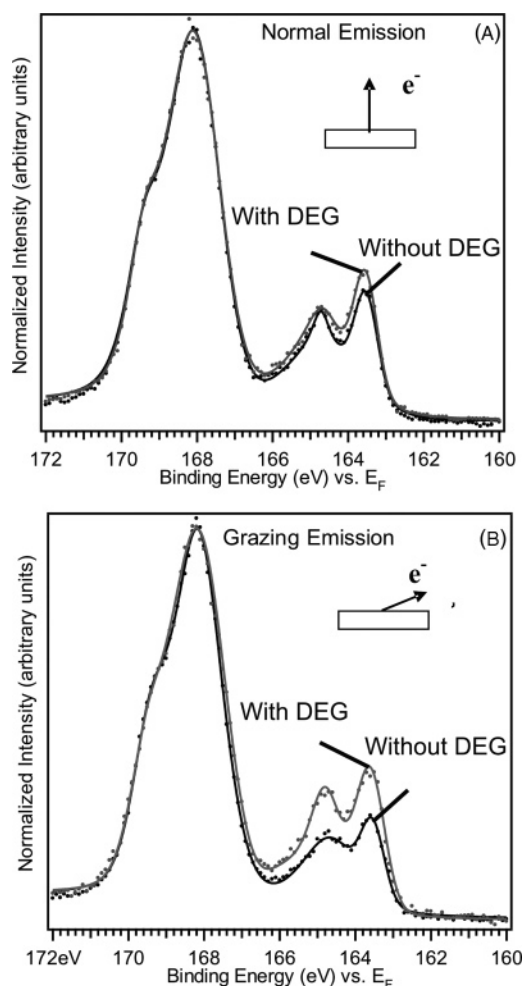 Normal Emission (A)
e⁻
With DEG
Without DEG
Normalized Intensity (arbitrary units)
172 170 168 166 164 162 160
Binding Energy (eV) vs. E_F
Grazing Emission (B)
e⁻ ,
With DEG
Without DEG
Normalized Intensity (arbitrary units)
172eV 170 168 166 164 162 160
Binding Energy (eV) vs. E_F